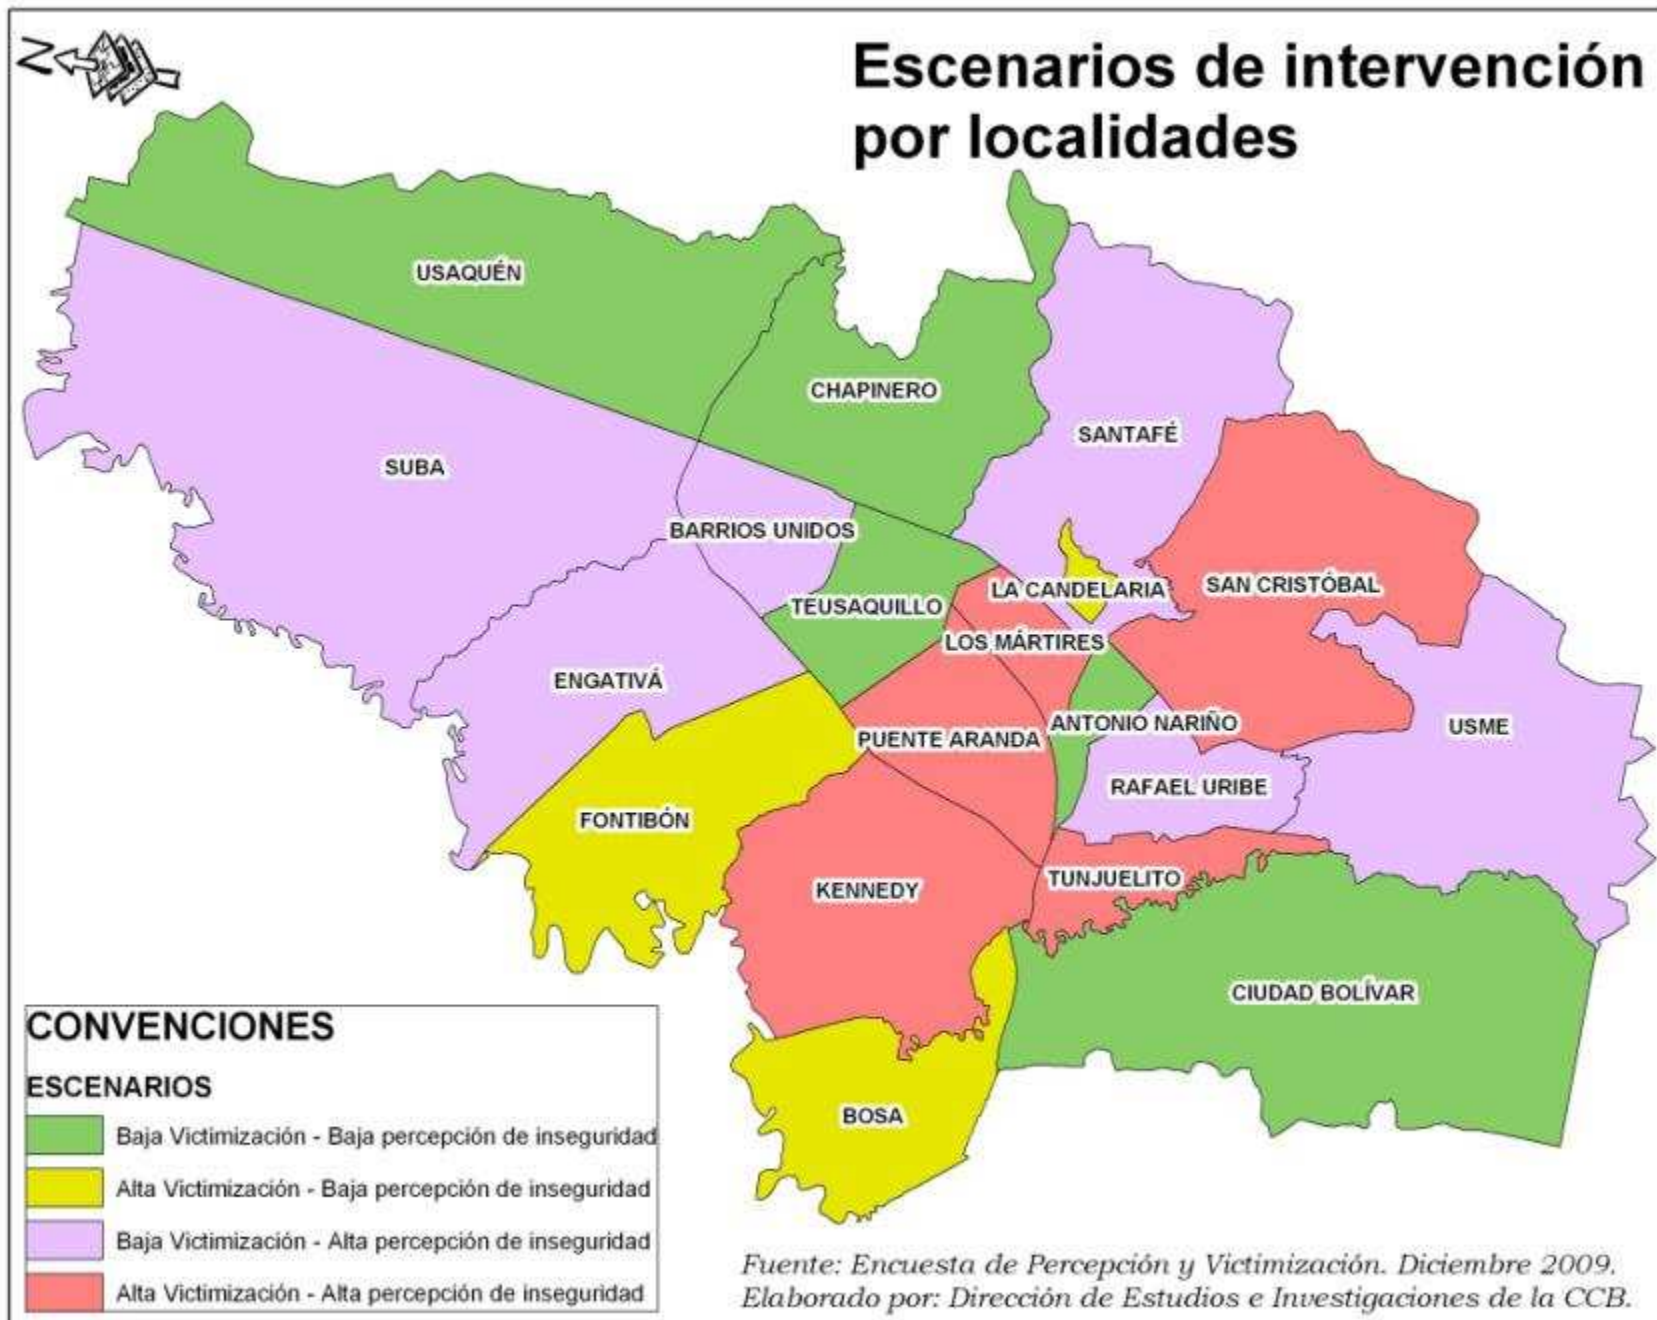 N
Escenarios de intervención
por localidades
USAQUÉN
CHAPINERO
SANTAFÉ
SUBA
BARRIOS UNIDOS
LA CANDELARIA
SAN CRISTÓBAL
TEUSAQUILLO
LOS MÁRTIRES
ENGATIVÁ
ANTONIO NARIÑO
USME
PUENTE ARANDA
RAFAEL URIBE
FONTIBÓN
KENNEDY
TUNJUELITO
CIUDAD BOLÍVAR
BOSA
CONVENCIONES
ESCENARIOS
Baja Victimización - Baja percepción de inseguridad
Alta Victimización - Baja percepción de inseguridad
Baja Victimización - Alta percepción de inseguridad
Alta Victimización - Alta percepción de inseguridad
Fuente: Encuesta de Percepción y Victimización. Diciembre 2009.
Elaborado por: Dirección de Estudios e Investigaciones de la CCB.